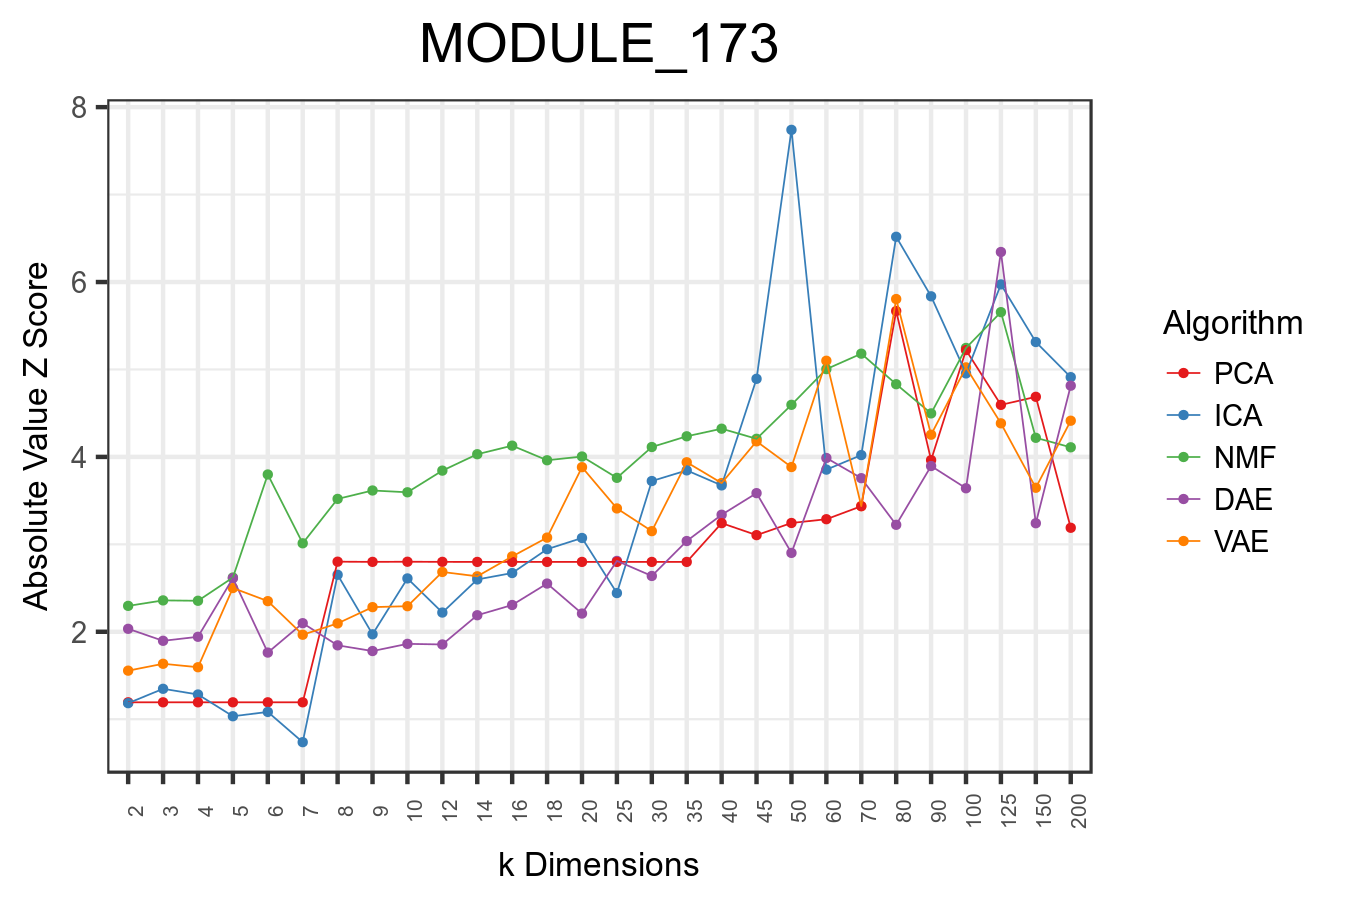 MODULE_173
Absolute Value Z Score
8
6
4
2
2 3 4 5 6 7 8 9 10 12 14 16 18 20 25 30 35 40 45 50 60 70 80 90 100 125 150 200
k Dimensions
Algorithm
PCA
ICA
NMF
DAE
VAE